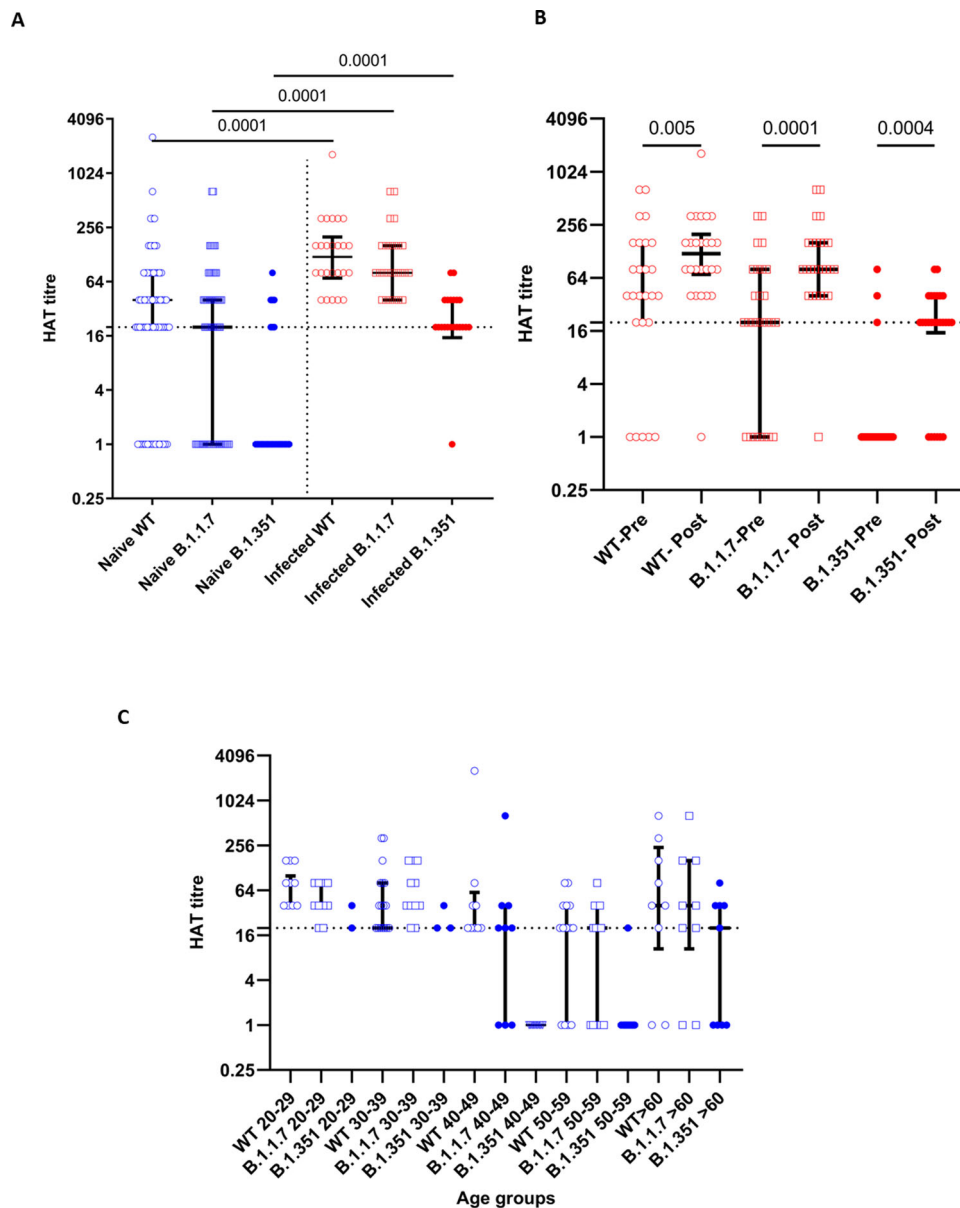 A
0.0001
0.0001
0.0001
4096
1024
256
64
16
4
1
0.25
HAT titre
Naive WT
Naive B.1.1.7
Naive B.1.351
Infected WT
Infected B.1.1.7
Infected B.1.351
B
0.005
0.0001
0.0004
4096
1024
256
64
16
4
1
0.25
HAT titre
WT-Pre
WT- Post
B.1.1.7-Pre
B.1.1.7- Post
B.1.351-Pre
B.1.351- Post
C
4096
1024
256
64
16
4
1
0.25
HAT titre
WT 20-29
B.1.1.7 20-29
B.1.351 20-29
WT 30-39
B.1.1.7 30-39
B.1.351 30-39
WT 40-49
B.1.1.7 40-49
B.1.351 40-49
WT 50-59
B.1.1.7 50-59
B.1.351 50-59
WT>60
B.1.1.7 >60
B.1.351 >60
Age groups